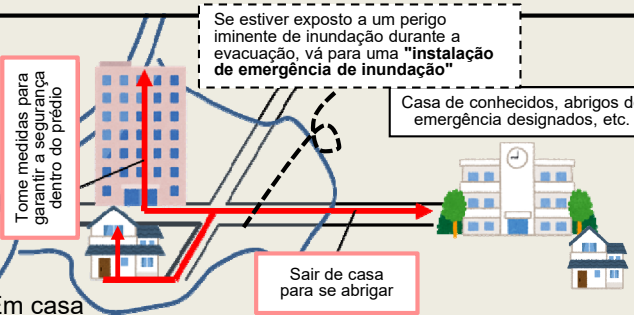 Se estiver exposto a um perigo
iminente de inundação durante a
evacuação, vá para uma "instalação
de emergência de inundação"
Tome medidas para
garantir a segurança
dentro do prédio
Casa de conhecidos, abrigos d
emergência designados, etc.
Sair de casa
para se abrigar
Em casa